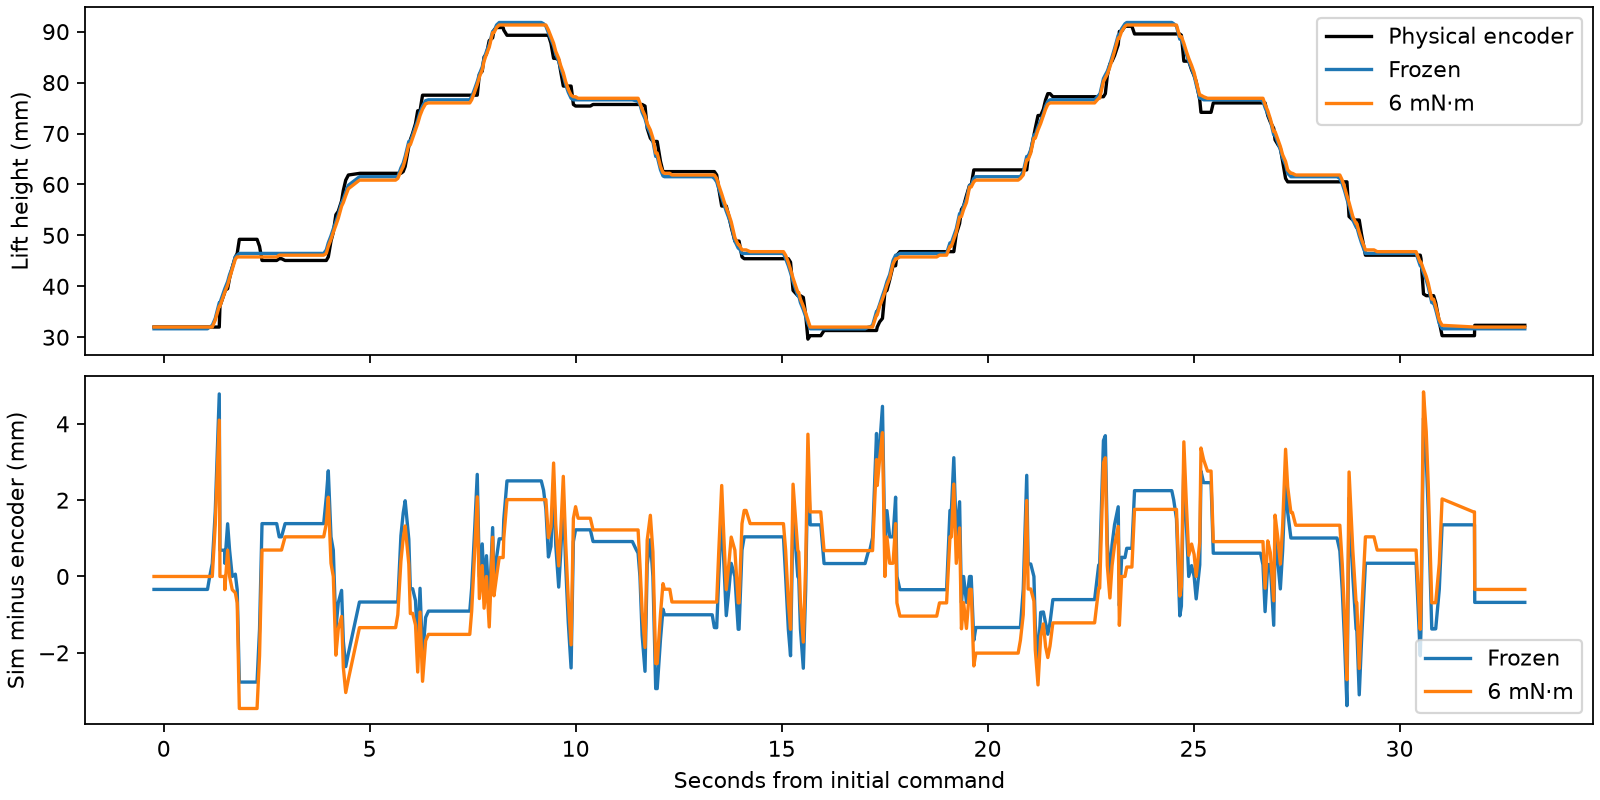 Lift height (mm)
90
80
70
60
50
40
30
Physical encoder
Frozen
6 mN·m
Sim minus encoder (mm)
4
2
0
−2
Frozen
6 mN·m
0 5 10 15 20 25 30
Seconds from initial command